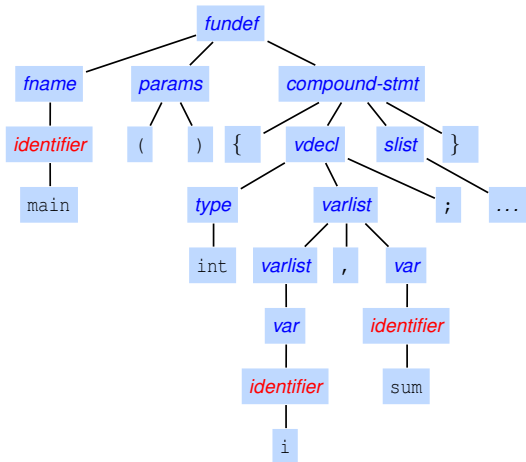 fundef
fname params compound-stmt
identifier ( ) { vdecl slist }
main type varlist ; ...
int varlist , var
var identifier
identifier sum
i